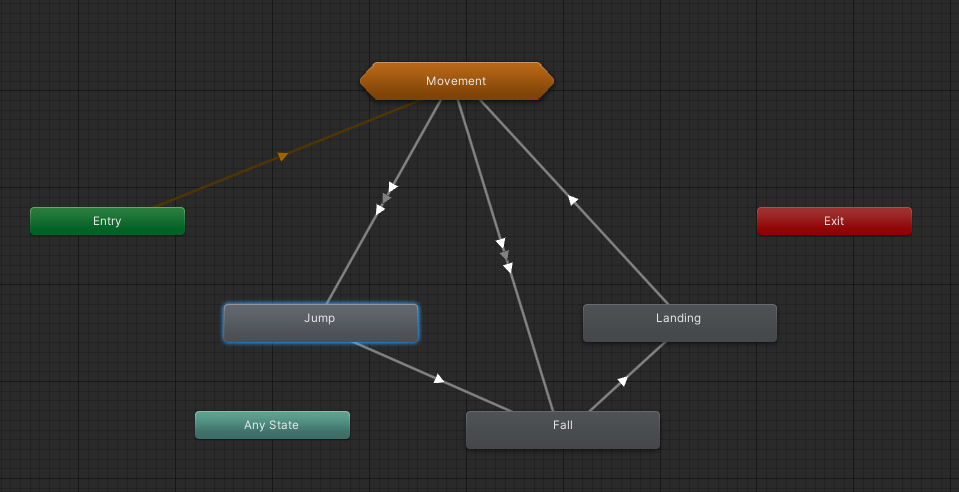 Movement
Entry
Exit
Jump
Landing
Any State
Fall